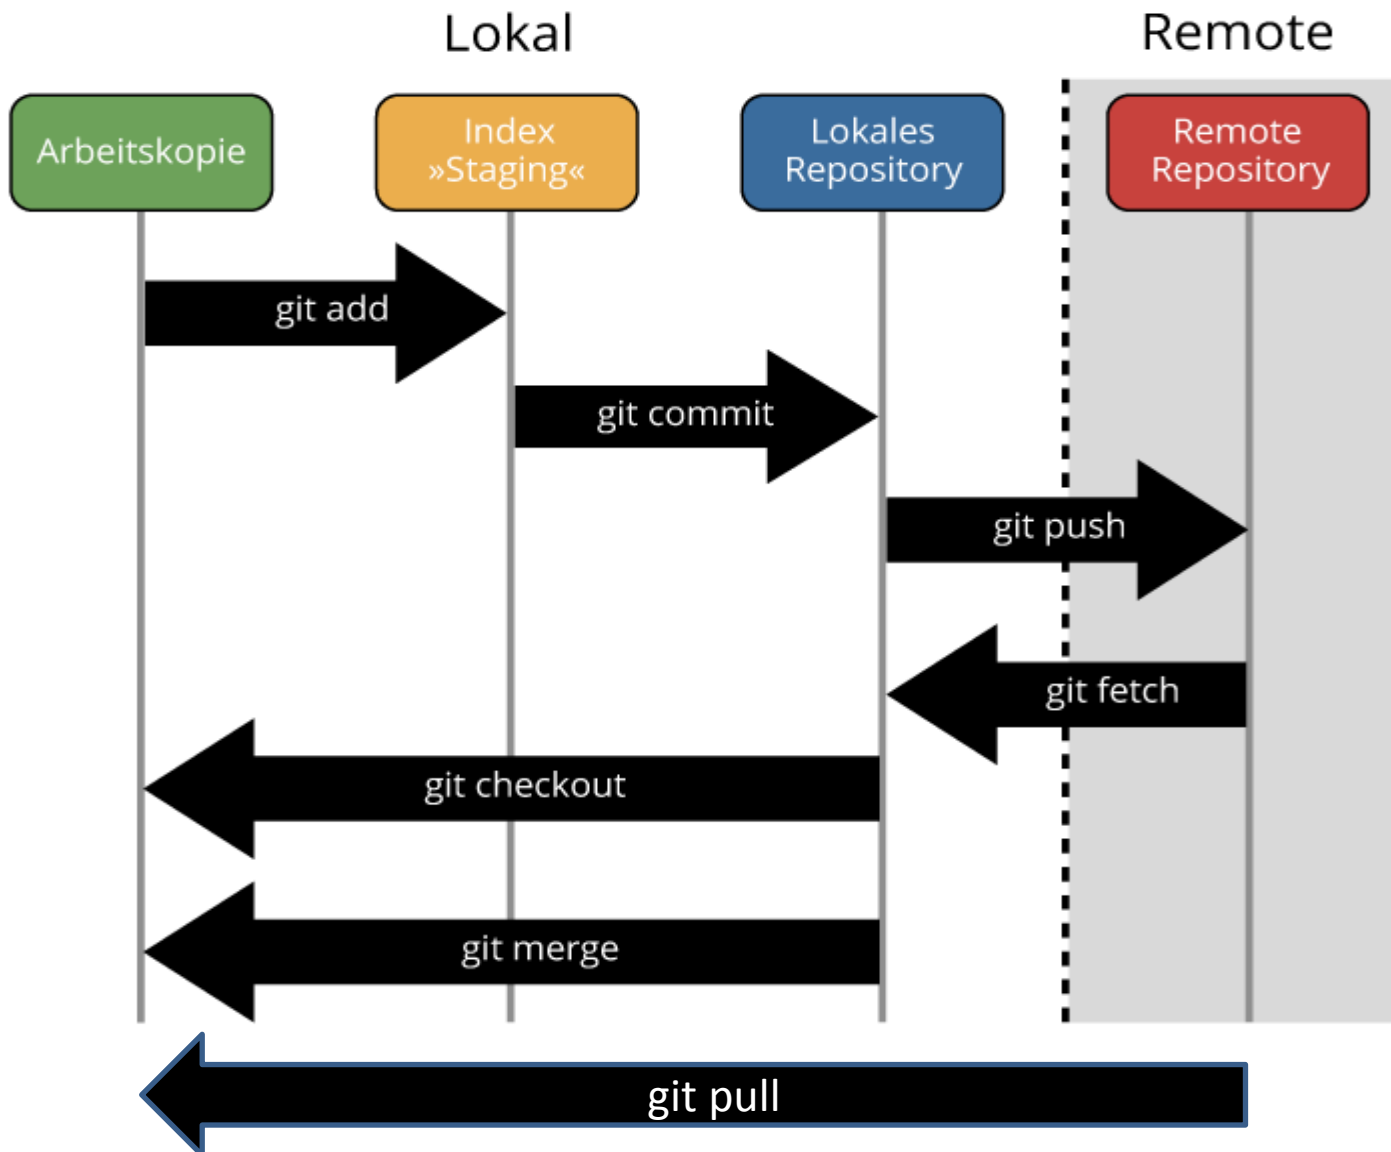 Lokal
Remote
Arbeitskopie
Index
»Staging«
Lokales
Repository
Remote
Repository
git add
git commit
git push
git fetch
git checkout
git merge
git pull